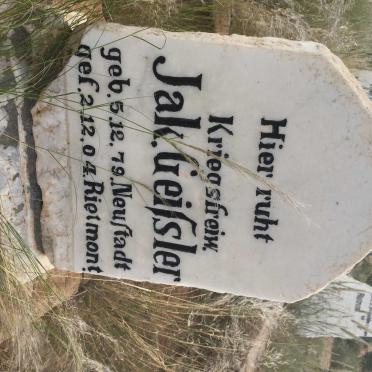 Hier ruht
Kriegsfreiw.
Jak. Geiſsler
geb. 5. 12. 79. Neuſtadt
gef. 2. 12. 04. Rietmont.